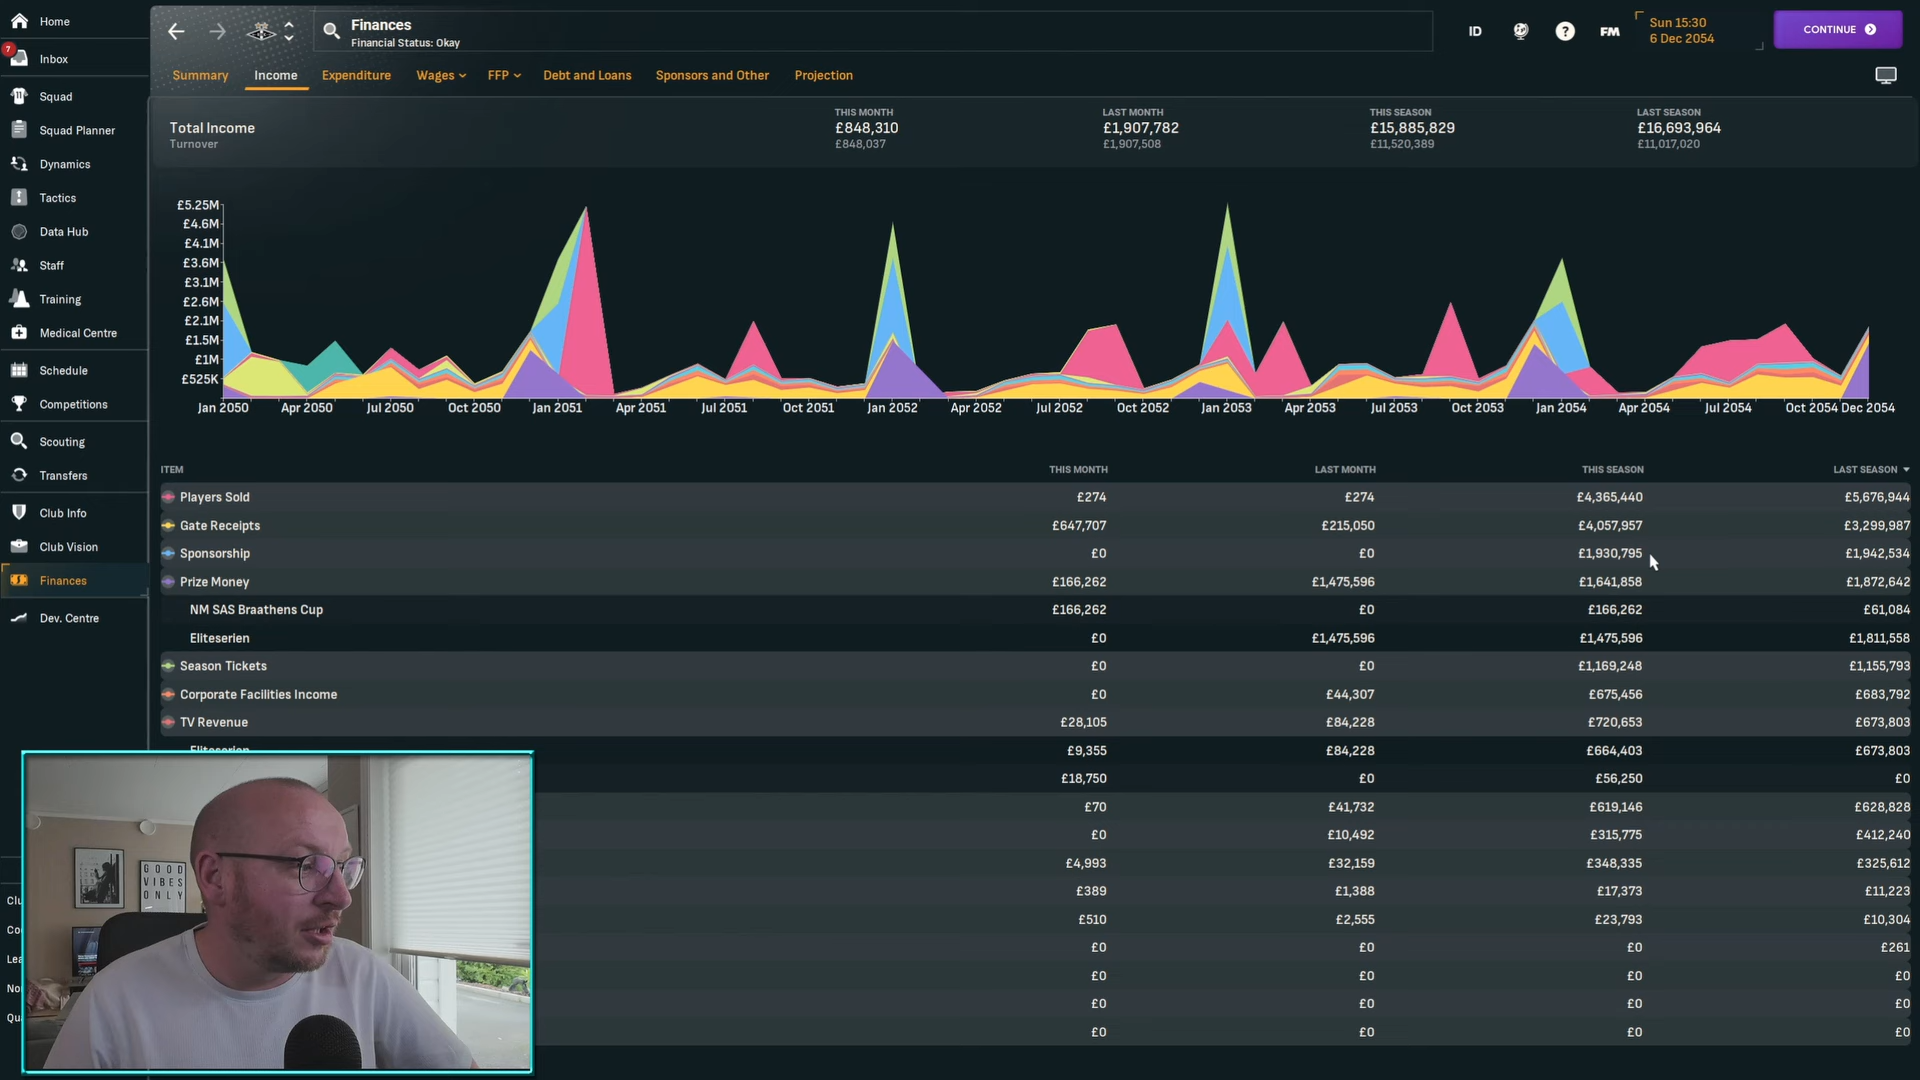 Home
Finances
Financial Status: Okay
ID
?
FM
Sun 15:30
6 Dec 2054
CONTINUE
7
Inbox
Summary
Income
Expenditure
Wages
FFP
Debt and Loans
Sponsors and Other
Projection
11
Squad
Squad Planner
Dynamics
Tactics
Data Hub
Staff
Training
Medical Centre
Schedule
Competitions
Scouting
Transfers
Club Info
Club Vision
Finances
Dev. Centre
Total Income
Turnover
THIS MONTH
£848,310
£848,037
LAST MONTH
£1,907,782
£1,907,508
THIS SEASON
£15,885,829
£11,520,389
LAST SEASON
£16,693,964
£11,017,020
£5.25M
£4.6M
£4.1M
£3.6M
£3.1M
£2.6M
£2.1M
£1.5M
£1M
£525K
Jan 2050 Apr 2050 Jul 2050 Oct 2050 Jan 2051 Apr 2051 Jul 2051 Oct 2051 Jan 2052 Apr 2052 Jul 2052 Oct 2052 Jan 2053 Apr 2053 Jul 2053 Oct 2053 Jan 2054 Apr 2054 Jul 2054 Oct 2054 Dec 2054
ITEM THIS MONTH LAST MONTH THIS SEASON LAST SEASON
Players Sold £274 £274 £4,365,440 £5,676,944
Gate Receipts £647,707 £215,050 £4,057,957 £3,299,987
Sponsorship £0 £0 £1,930,795 £1,942,534
Prize Money £166,262 £1,475,596 £1,641,858 £1,872,642
NM SAS Braathens Cup £166,262 £0 £166,262 £61,084
Eliteserien £0 £1,475,596 £1,475,596 £1,811,558
Season Tickets £0 £0 £1,169,248 £1,155,793
Corporate Facilities Income £0 £44,307 £675,456 £683,792
TV Revenue £28,105 £84,228 £720,653 £673,803
Eliteserien £9,355 £84,228 £664,403 £673,803
£18,750 £0 £56,250 £0
£70 £41,732 £619,146 £628,828
£0 £10,492 £315,775 £412,240
£4,993 £32,159 £348,335 £325,612
£389 £1,388 £17,373 £11,223
£510 £2,555 £23,793 £10,304
£0 £0 £0 £261
£0 £0 £0 £0
£0 £0 £0 £0
£0 £0 £0 £0
Clu
Co
Lea
No
Qu
GOOD
VIBES
ONLY